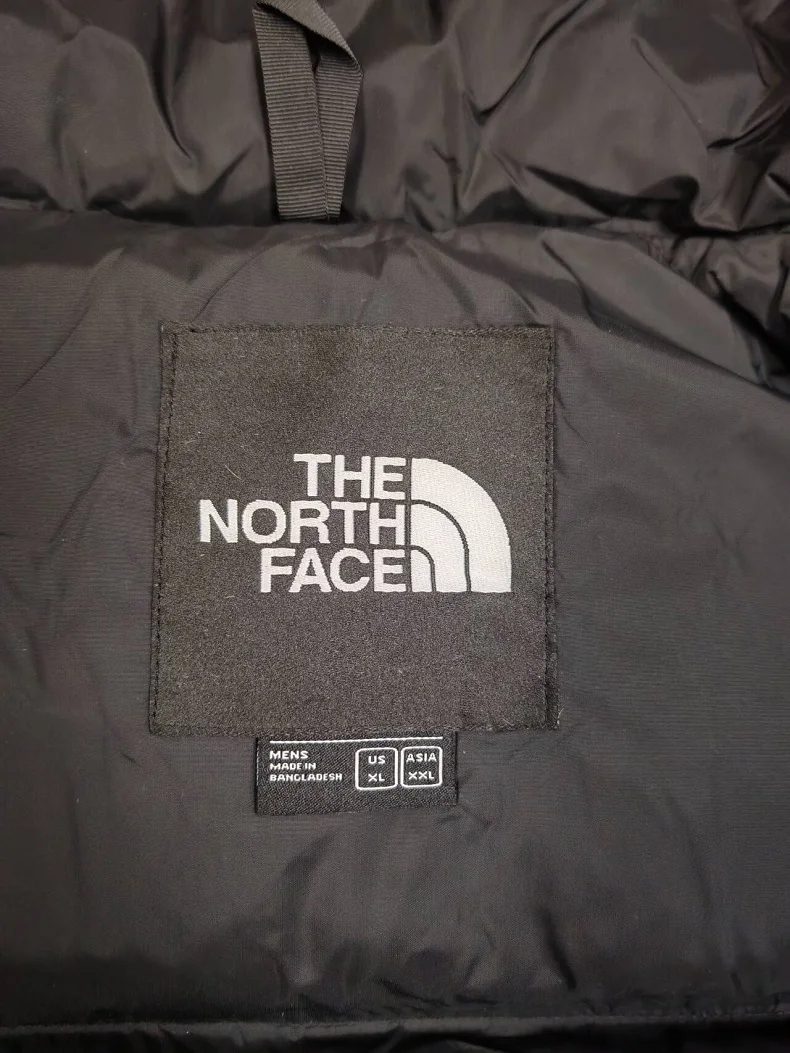 THE
NORTH
FACE
MENS
MADE IN
BANGLADESH
US
XL
ASIA
XXL